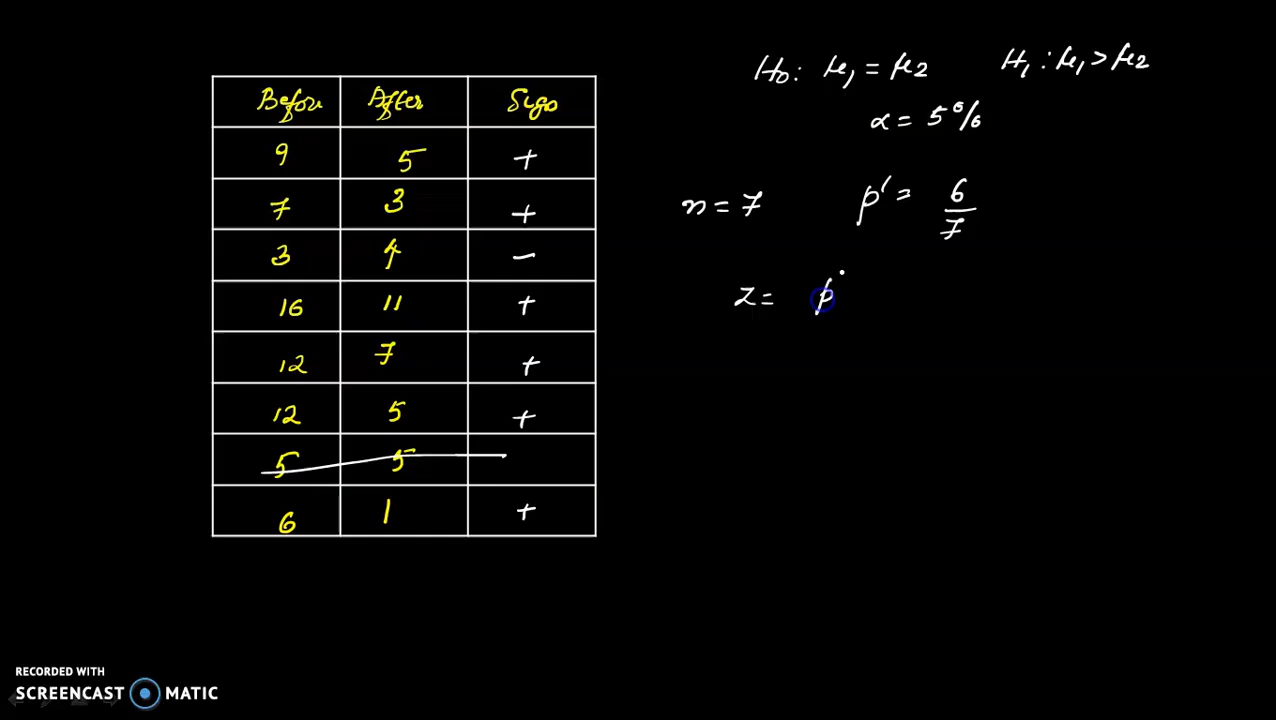 Before After Sign
9 5 +
7 3 +
3 4 -
16 11 +
12 7 +
12 5 +
5 5
6 1 +
H₀: μ₁ = μ₂ H₁: μ₁ > μ₂
α = 5%
n = 7 p' = 6/7
Z = p
RECORDED WITH
SCREENCAST MATIC